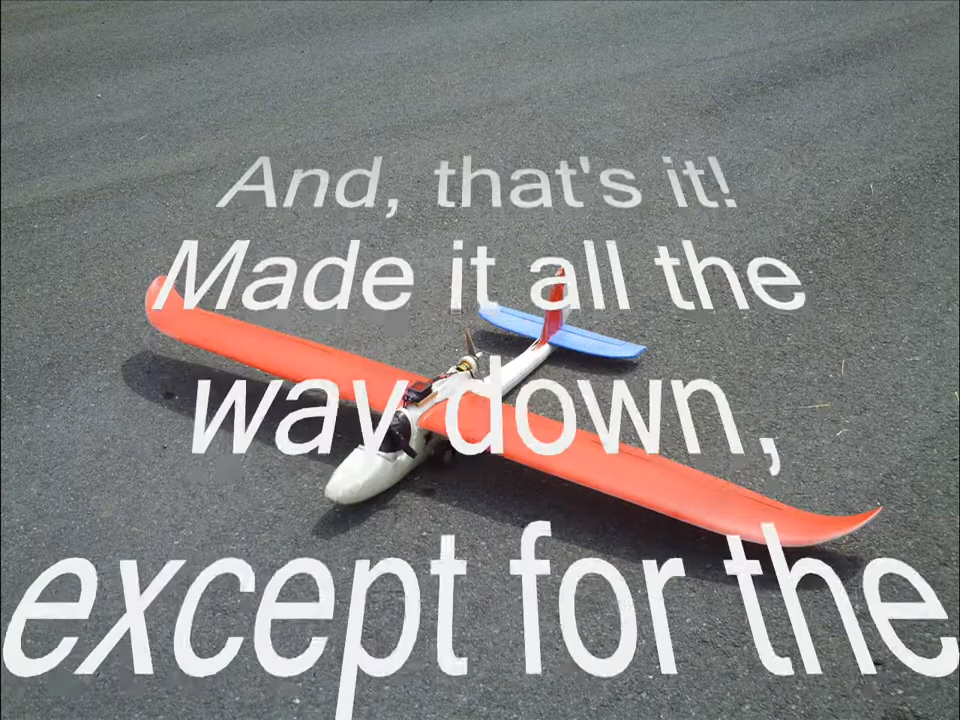 And, that's it!
Made it all the
way down,
except for the